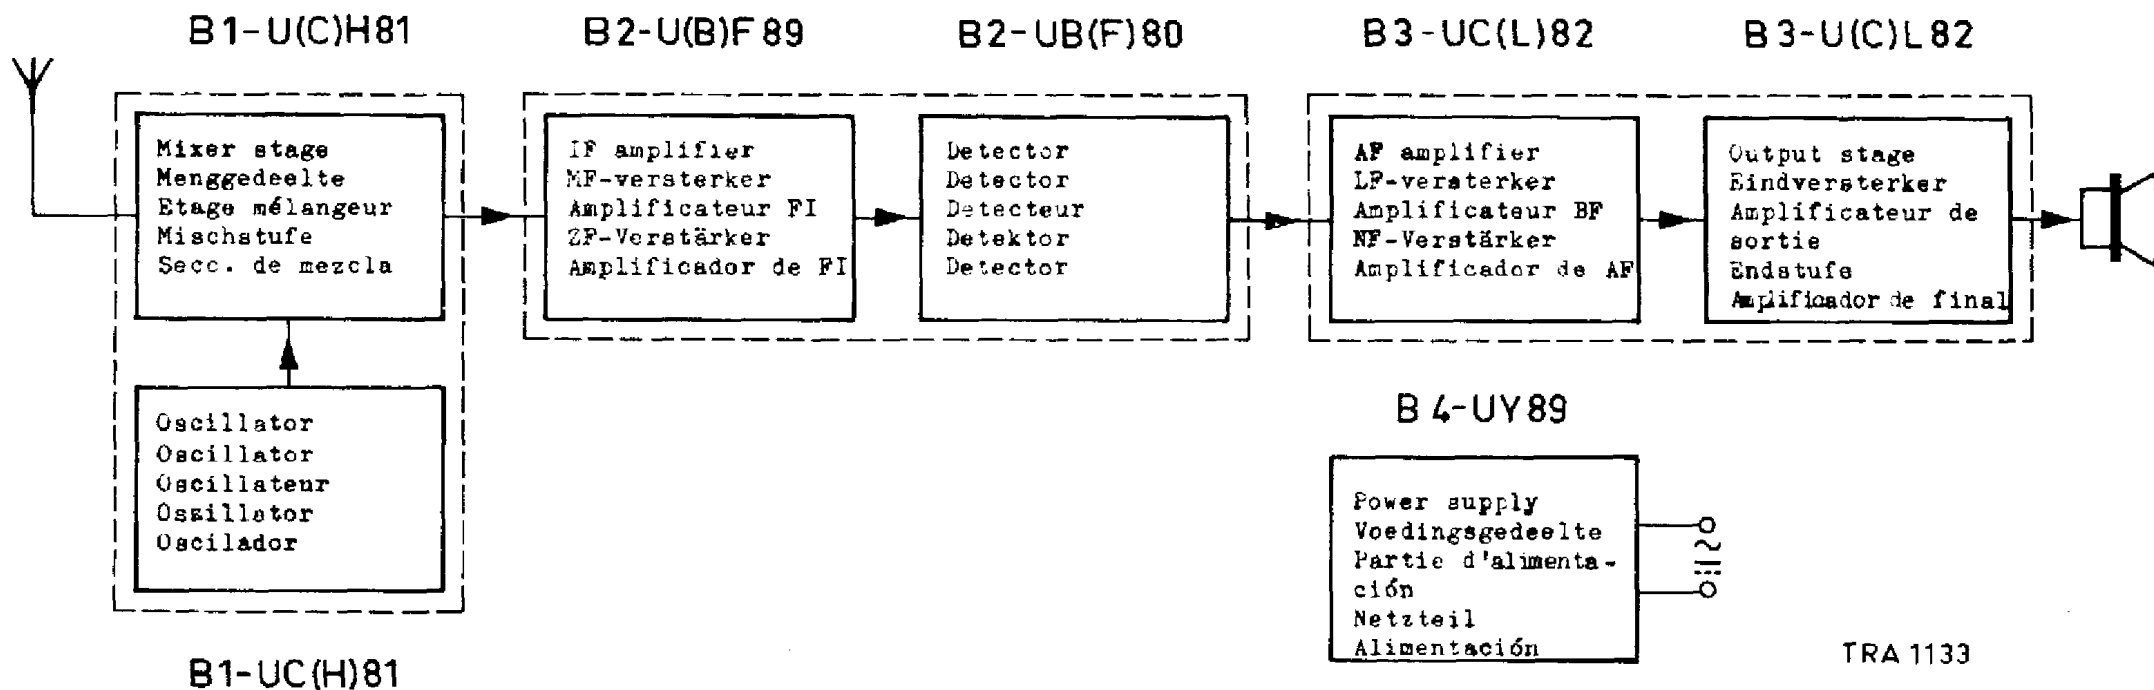 B1-U(C)H81
B2-U(B)F89
B2-UB(F)80
B3-UC(L)82
B3-U(C)L82
Mixer stage
Menggedeelte
Etage mélangeur
Mischstufe
Secc. de mezcla
IF amplifier
MF-versterker
Amplificateur FI
ZF-Verstärker
Amplificador de FI
Detector
Detector
Detecteur
Detektor
Detector
AF amplifier
LF-versterker
Amplificateur BF
NF-Verstärker
Amplificador de AF
Output stage
Eindversterker
Amplificateur de
sortie
Endstufe
Amplificador de final
Oscillator
Oscillator
Oscillateur
Oszillator
Oscilador
B1-UC(H)81
B4-UY89
Power supply
Voedingsgedeelte
Partie d'alimenta-
ción
Netzteil
Alimentación
TRA 1133